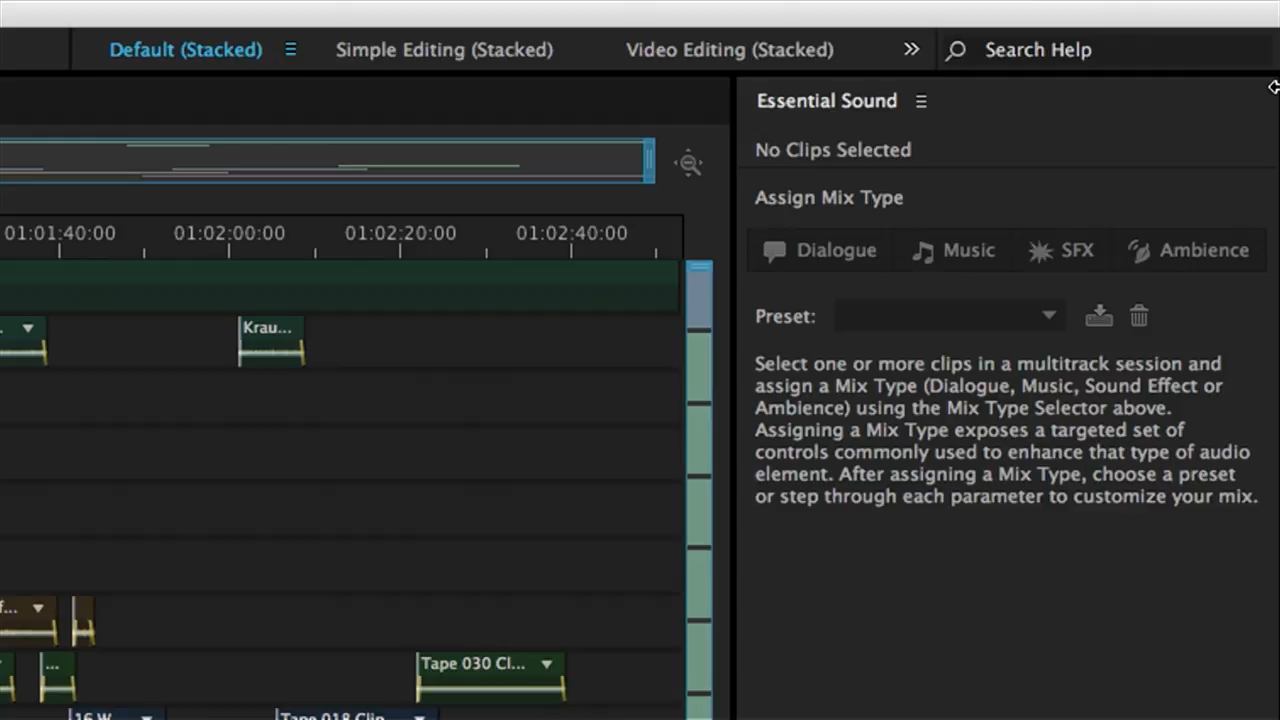 Default (Stacked) Simple Editing (Stacked) Video Editing (Stacked) Search Help
Essential Sound
No Clips Selected
Assign Mix Type
Dialogue Music SFX Ambience
Preset:
Select one or more clips in a multitrack session and
assign a Mix Type (Dialogue, Music, Sound Effect or
Ambience) using the Mix Type Selector above.
Assigning a Mix Type exposes a targeted set of
controls commonly used to enhance that type of audio
element. After assigning a Mix Type, choose a preset
or step through each parameter to customize your mix.
01:01:40:00 01:02:00:00 01:02:20:00 01:02:40:00
Krau...
f...
... Tape 030 Cl...
16 W Tape 018 Clip